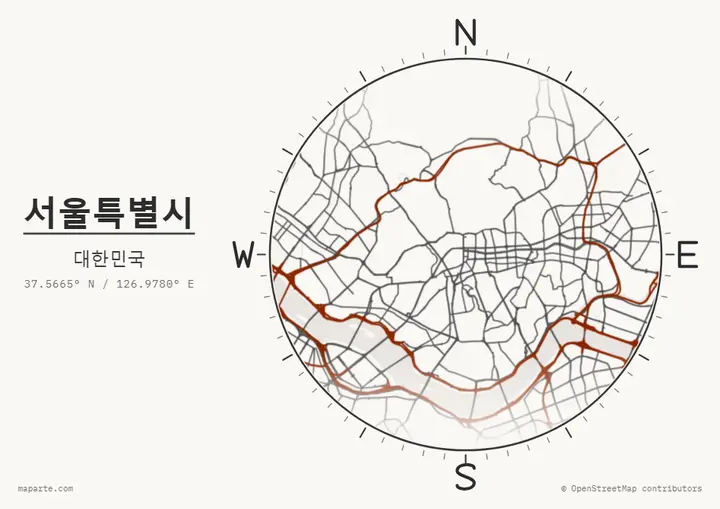 서울특별시
대한민국
37.5665° N / 126.9780° E
N
W
E
S
maparte.com
© OpenStreetMap contributors